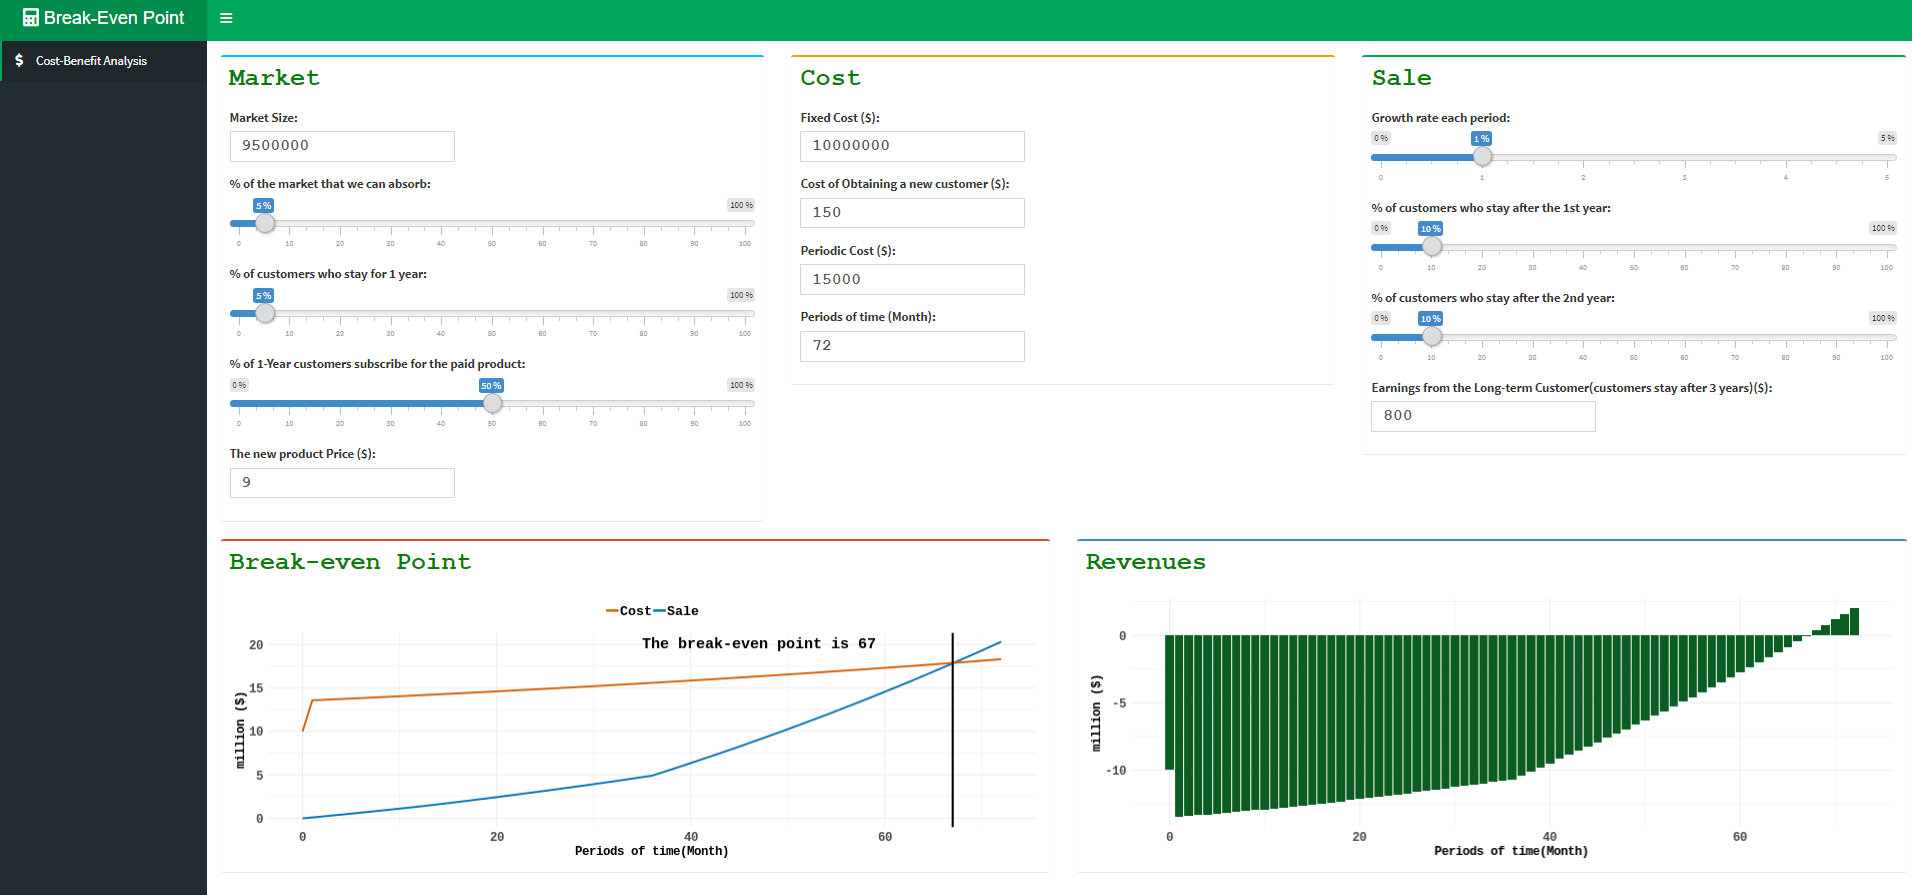 Break-Even Point
Cost-Benefit Analysis
Market
Market Size:
9500000
% of the market that we can absorb:
5 %
100 %
0 10 20 30 40 50 60 70 80 90 100
% of customers who stay for 1 year:
5 %
100 %
0 10 20 30 40 50 60 70 80 90 100
% of 1-Year customers subscribe for the paid product:
0 % 50 % 100 %
0 10 20 30 40 50 60 70 80 90 100
The new product Price ($):
9
Cost
Fixed Cost ($):
10000000
Cost of Obtaining a new customer ($):
150
Periodic Cost ($):
15000
Periods of time (Month):
72
Sale
Growth rate each period:
0 % 1 % 5 %
0 1 2 3 4 5
% of customers who stay after the 1st year:
0 % 10 % 100 %
0 10 20 30 40 50 60 70 80 90 100
% of customers who stay after the 2nd year:
0 % 10 % 100 %
0 10 20 30 40 50 60 70 80 90 100
Earnings from the Long-term Customer(customers stay after 3 years)($):
800
Break-even Point
Cost Sale
The break-even point is 67
million ($)
20
15
10
5
0
0 20 40 60
Periods of time(Month)
Revenues
million ($)
0
-5
-10
0 20 40 60
Periods of time(Month)